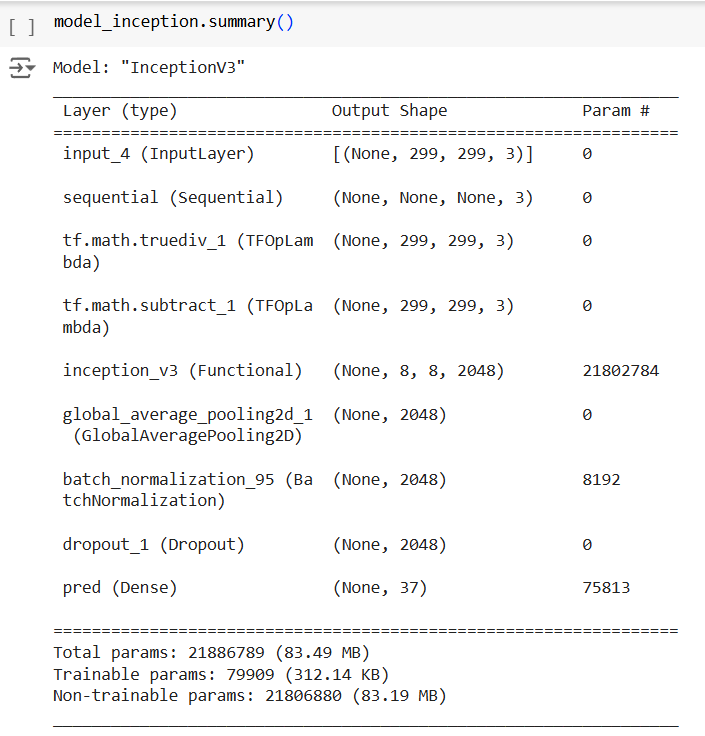 [ ] model_inception.summary()
Model: "InceptionV3"
_________________________________________________________________
Layer (type) Output Shape Param #
=================================================================
input_4 (InputLayer) [(None, 299, 299, 3)] 0
sequential (Sequential) (None, None, None, 3) 0
tf.math.truediv_1 (TFOpLam (None, 299, 299, 3) 0
bda)
tf.math.subtract_1 (TFOpLa (None, 299, 299, 3) 0
mbda)
inception_v3 (Functional) (None, 8, 8, 2048) 21802784
global_average_pooling2d_1 (None, 2048) 0
(GlobalAveragePooling2D)
batch_normalization_95 (Ba (None, 2048) 8192
tchNormalization)
dropout_1 (Dropout) (None, 2048) 0
pred (Dense) (None, 37) 75813
=================================================================
Total params: 21886789 (83.49 MB)
Trainable params: 79909 (312.14 KB)
Non-trainable params: 21806880 (83.19 MB)
_________________________________________________________________